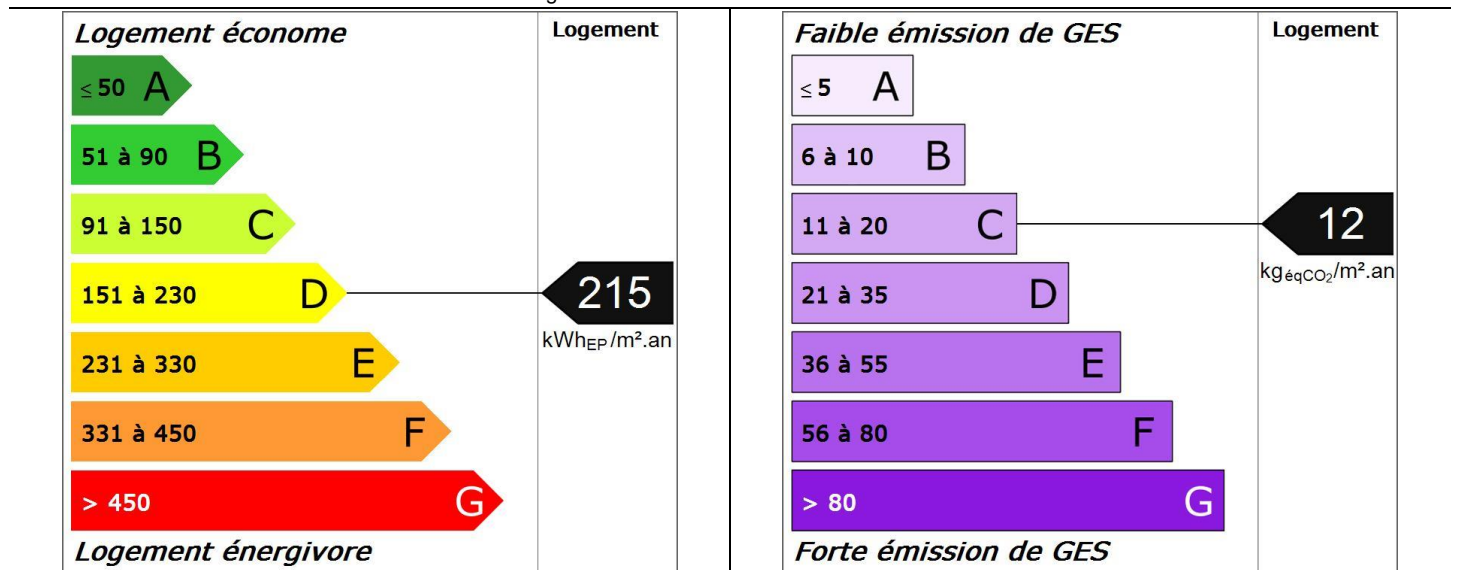 Logement économe
Logement
≤ 50 A
51 à 90 B
91 à 150 C
151 à 230 D
215
kWhEP/m².an
231 à 330 E
331 à 450 F
> 450 G
Logement énergivore
Faible émission de GES
Logement
≤ 5 A
6 à 10 B
11 à 20 C
12
kgéqCO2/m².an
21 à 35 D
36 à 55 E
56 à 80 F
> 80 G
Forte émission de GES